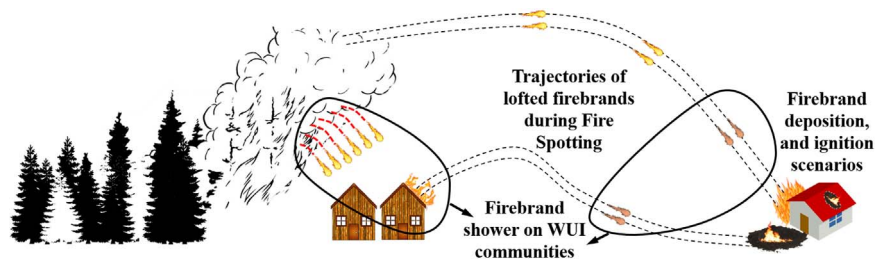 Trajectories of
lofted firebrands
during Fire
Spotting
Firebrand
deposition,
and ignition
scenarios
Firebrand
shower on WUI
communities